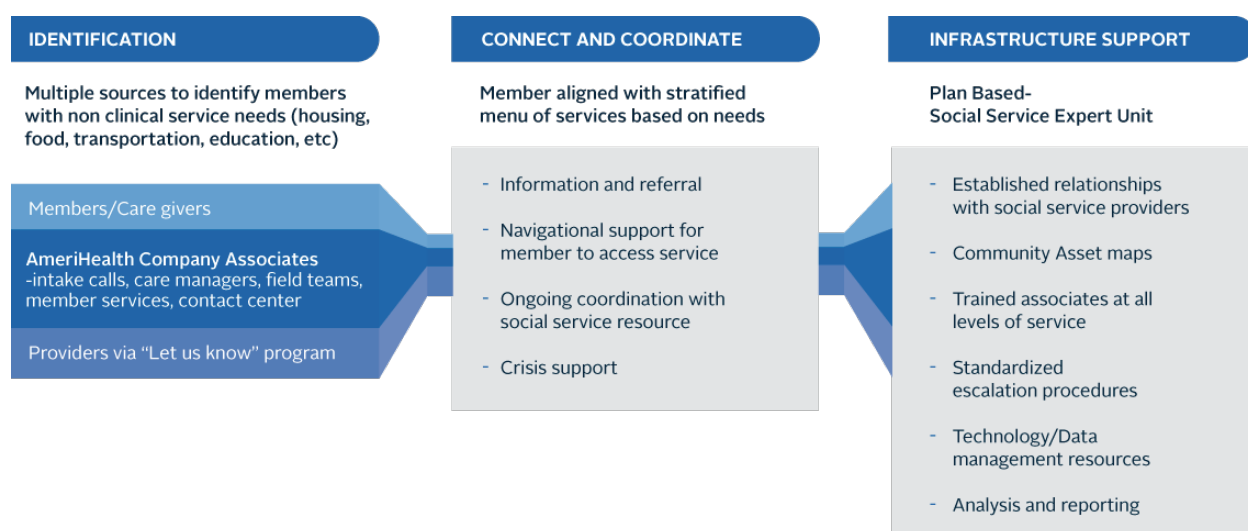 IDENTIFICATION
Multiple sources to identify members
with non clinical service needs (housing,
food, transportation, education, etc)
Members/Care givers
AmeriHealth Company Associates
-intake calls, care managers, field teams,
member services, contact center
Providers via “Let us know” program
CONNECT AND COORDINATE
Member aligned with stratified
menu of services based on needs
- Information and referral
- Navigational support for
member to access service
- Ongoing coordination with
social service resource
- Crisis support
INFRASTRUCTURE SUPPORT
Plan Based-
Social Service Expert Unit
- Established relationships
with social service providers
- Community Asset maps
- Trained associates at all
levels of service
- Standardized
escalation procedures
- Technology/Data
management resources
- Analysis and reporting